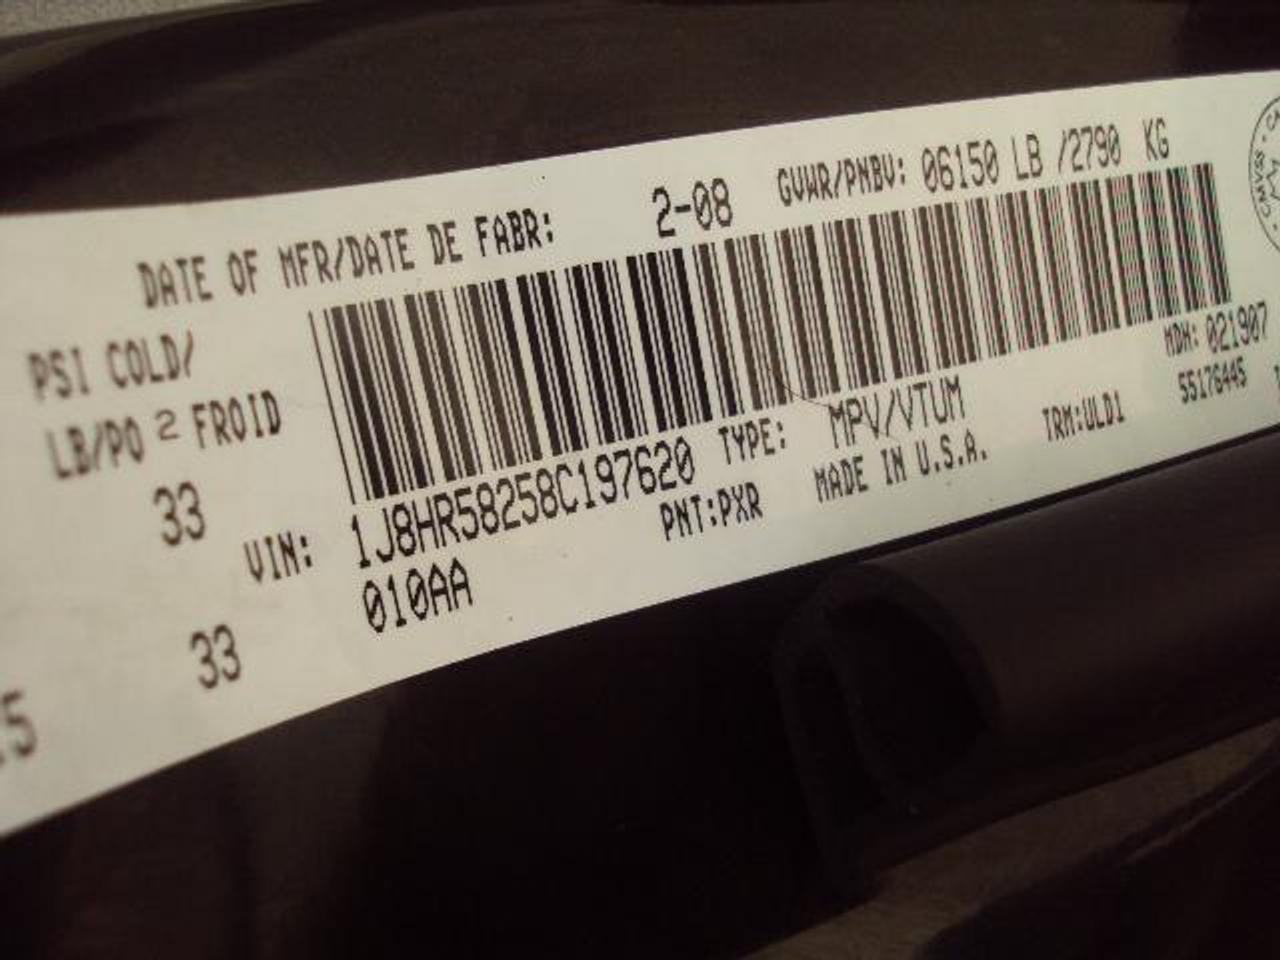 DATE OF MFR/DATE DE FABR: 2-08 GVWR/PNBV: 06150 LB /2790 KG
PSI COLD/
LB/PO 2 FROID
33
VIN: 1J8HR58258C197620 TYPE: MPV/VTUM MDH: 021907
010AA PNT:PXR MADE IN U.S.A. TRM:ULD1 55176445
33
CMVSS